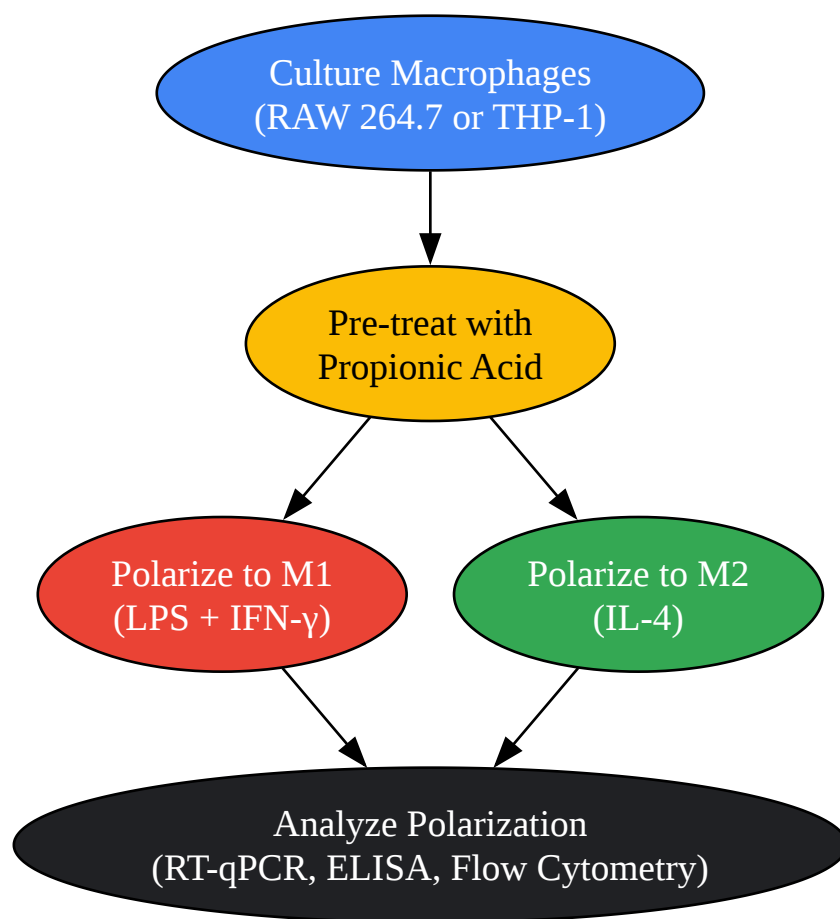 Culture Macrophages
(RAW 264.7 or THP-1)
Pre-treat with
Propionic Acid
Polarize to M1
(LPS + IFN-γ)
Polarize to M2
(IL-4)
Analyze Polarization
(RT-qPCR, ELISA, Flow Cytometry)